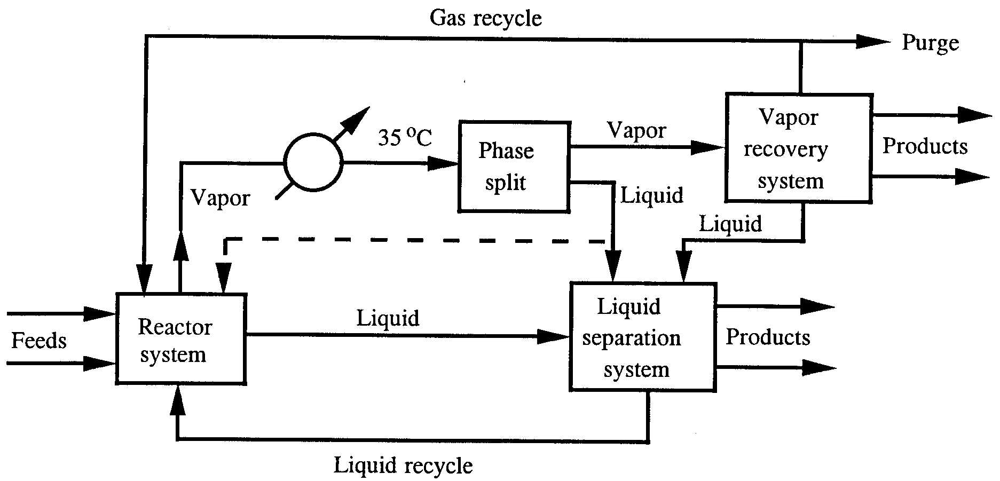 Gas recycle
Purge
Vapor
recovery
system
Products
Vapor
35 °C
Phase
split
Vapor
Liquid
Liquid
Liquid
separation
system
Products
Liquid
Reactor
system
Feeds
Liquid recycle